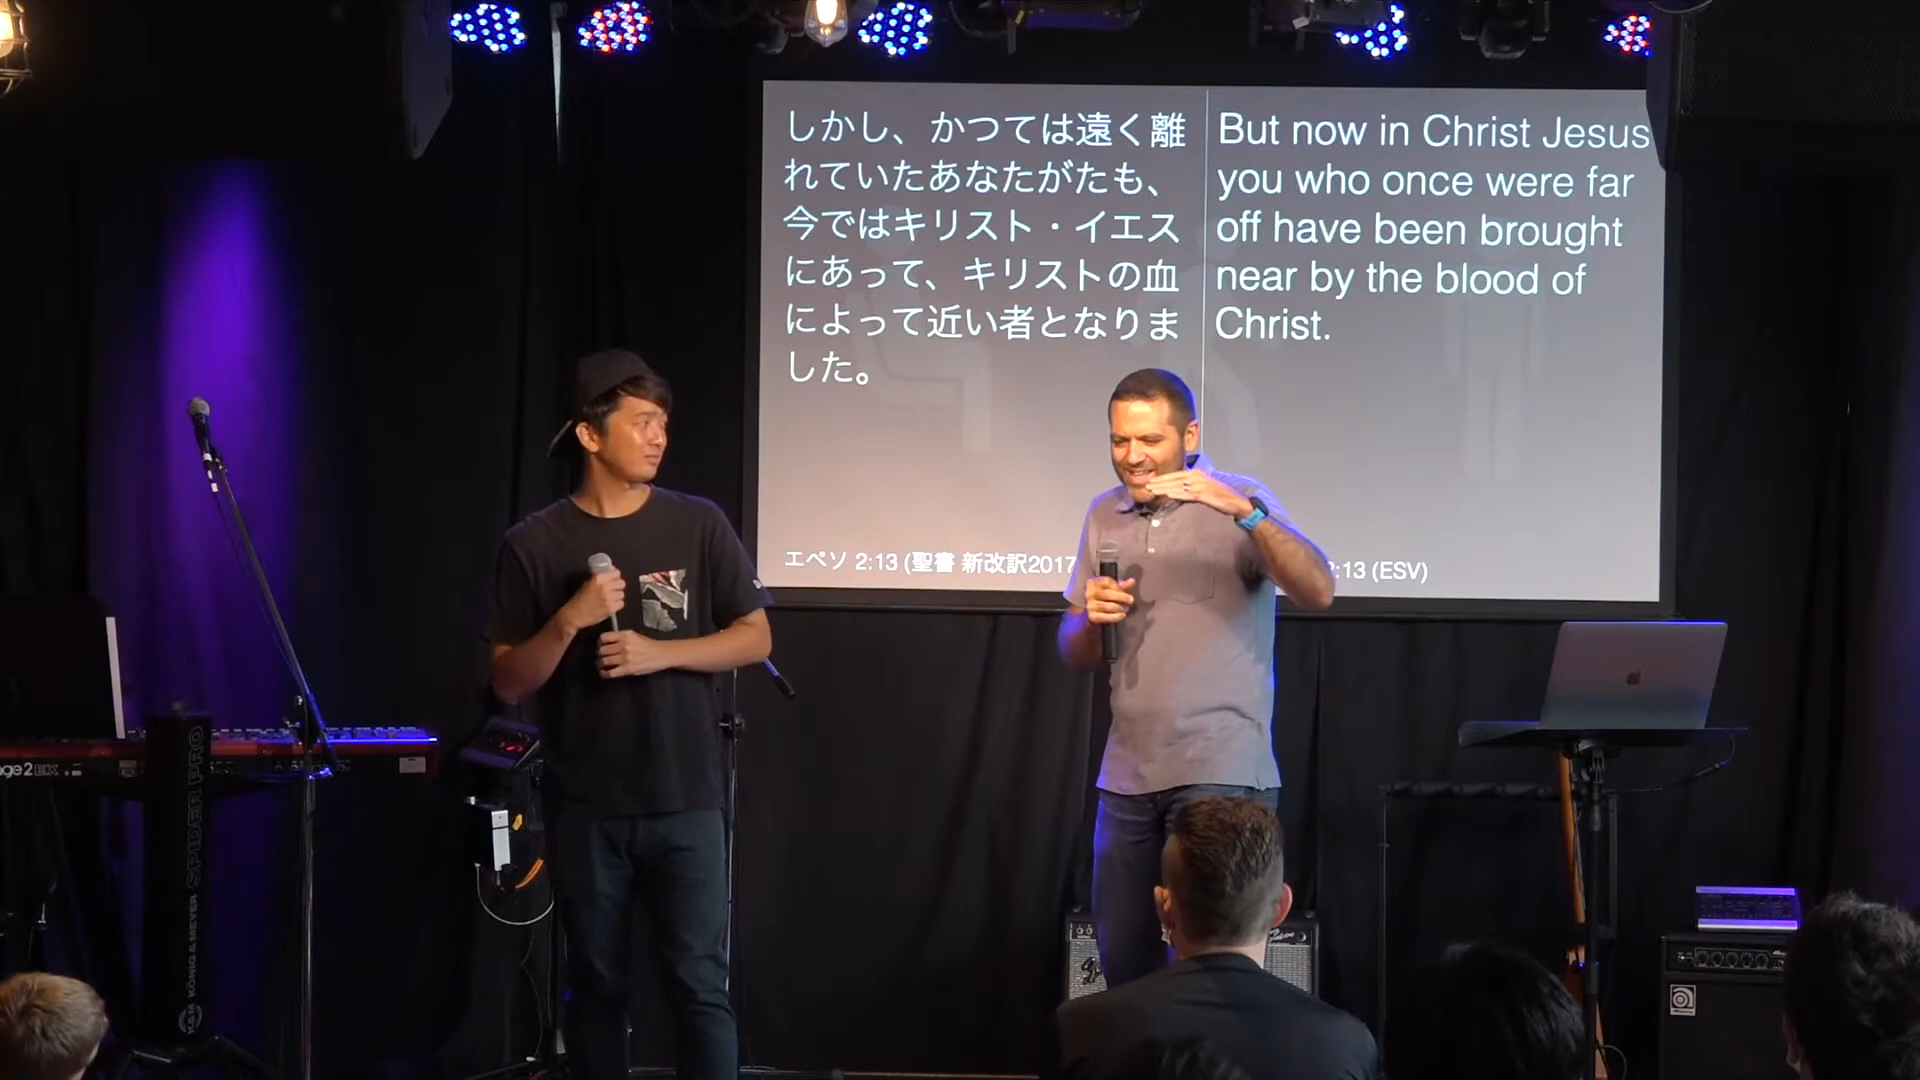 しかし、かつては遠く離
れていたあなたがたも、
今ではキリスト・イエス
にあって、キリストの血
によって近い者となりま
した。
エペソ 2:13 (聖書 新改訳2017
But now in Christ Jesus
you who once were far
off have been brought
near by the blood of
Christ.
:13 (ESV)
age2 EX
SPIDER PRO
K&M KÖNIG & MEYER